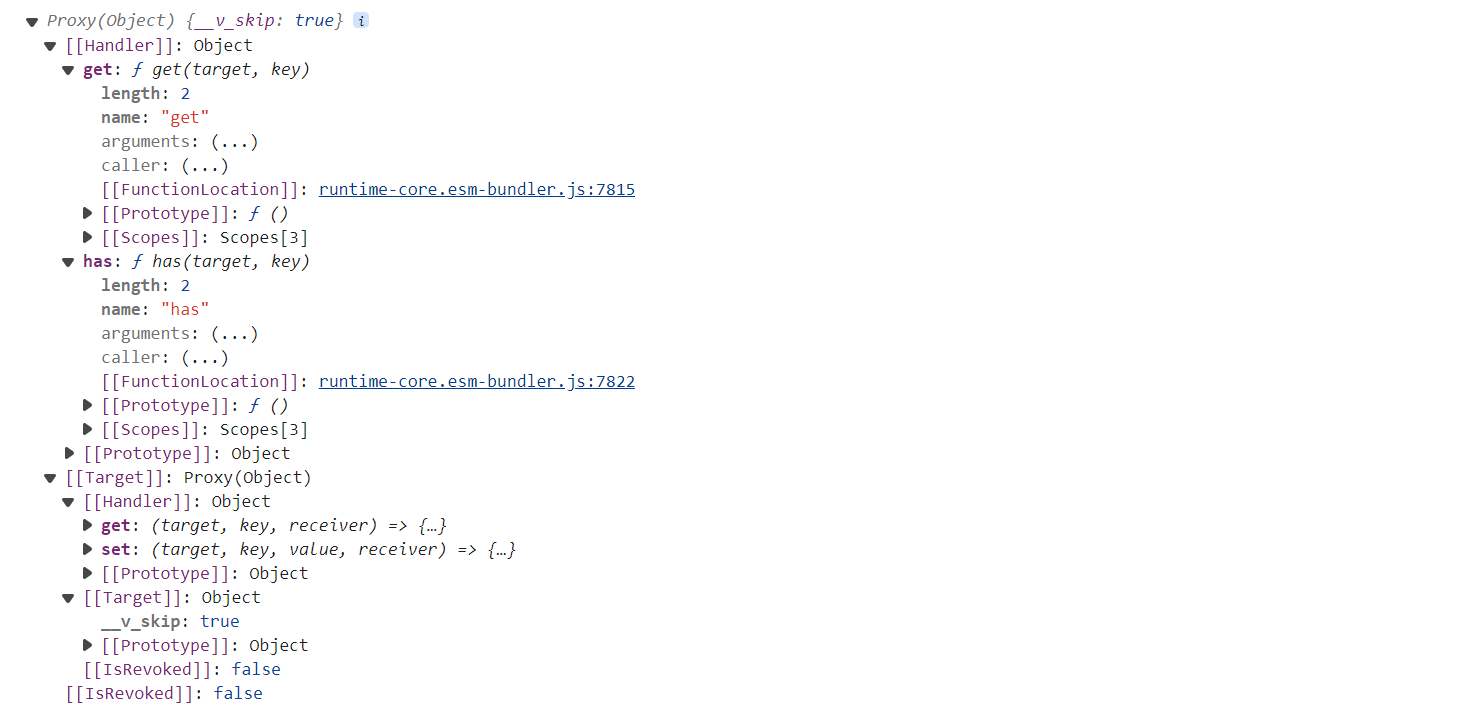 Proxy(Object) {__v_skip: true} i
[[Handler]]: Object
get: ƒ get(target, key)
length: 2
name: "get"
arguments: (...)
caller: (...)
[[FunctionLocation]]: runtime-core.esm-bundler.js:7815
[[Prototype]]: ƒ ()
[[Scopes]]: Scopes[3]
has: ƒ has(target, key)
length: 2
name: "has"
arguments: (...)
caller: (...)
[[FunctionLocation]]: runtime-core.esm-bundler.js:7822
[[Prototype]]: ƒ ()
[[Scopes]]: Scopes[3]
[[Prototype]]: Object
[[Target]]: Proxy(Object)
[[Handler]]: Object
get: (target, key, receiver) => {…}
set: (target, key, value, receiver) => {…}
[[Prototype]]: Object
[[Target]]: Object
__v_skip: true
[[Prototype]]: Object
[[IsRevoked]]: false
[[IsRevoked]]: false